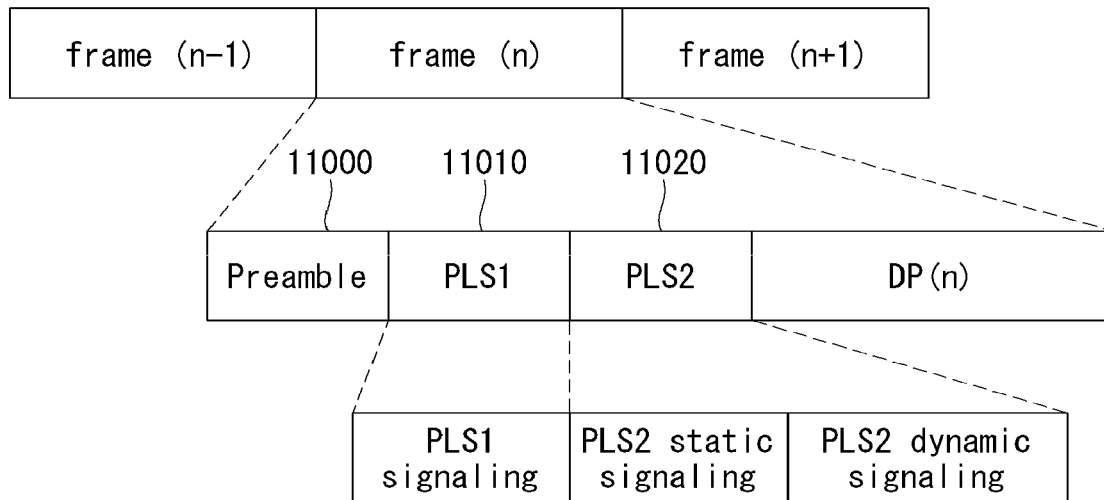 frame (n-1) frame (n) frame (n+1)
11000 11010 11020
Preamble PLS1 PLS2 DP(n)
PLS1 signaling
PLS2 static signaling
PLS2 dynamic signaling